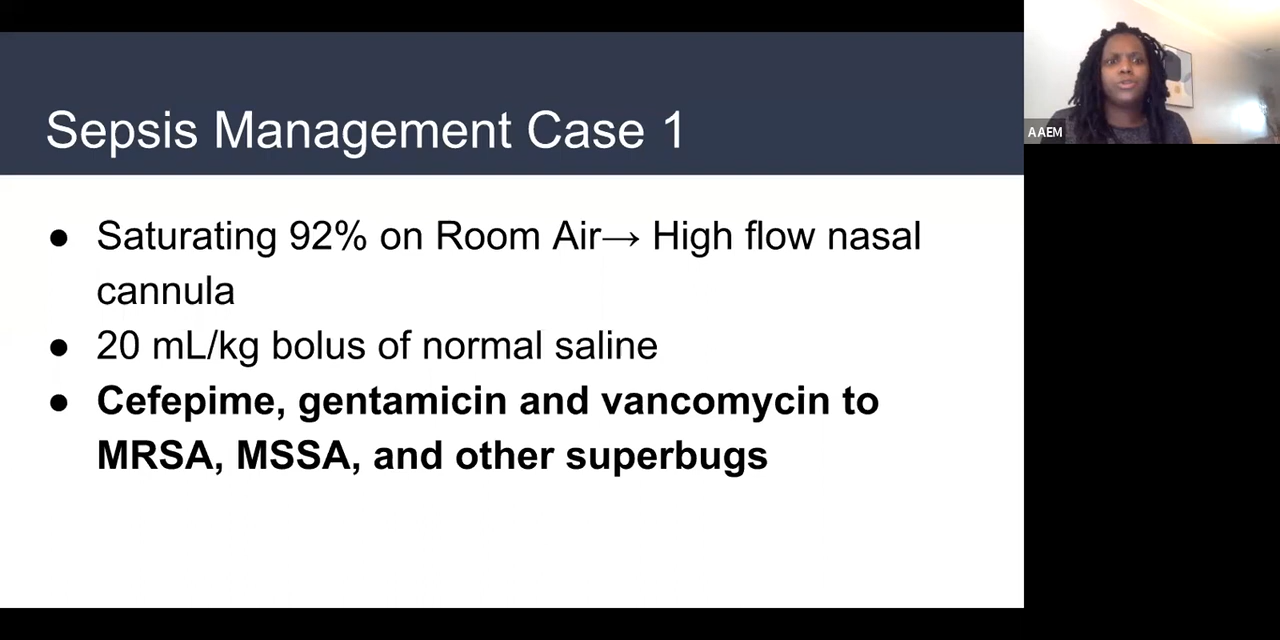 Sepsis Management Case 1
● Saturating 92% on Room Air→ High flow nasal
cannula
● 20 mL/kg bolus of normal saline
● Cefepime, gentamicin and vancomycin to
MRSA, MSSA, and other superbugs
AAEM